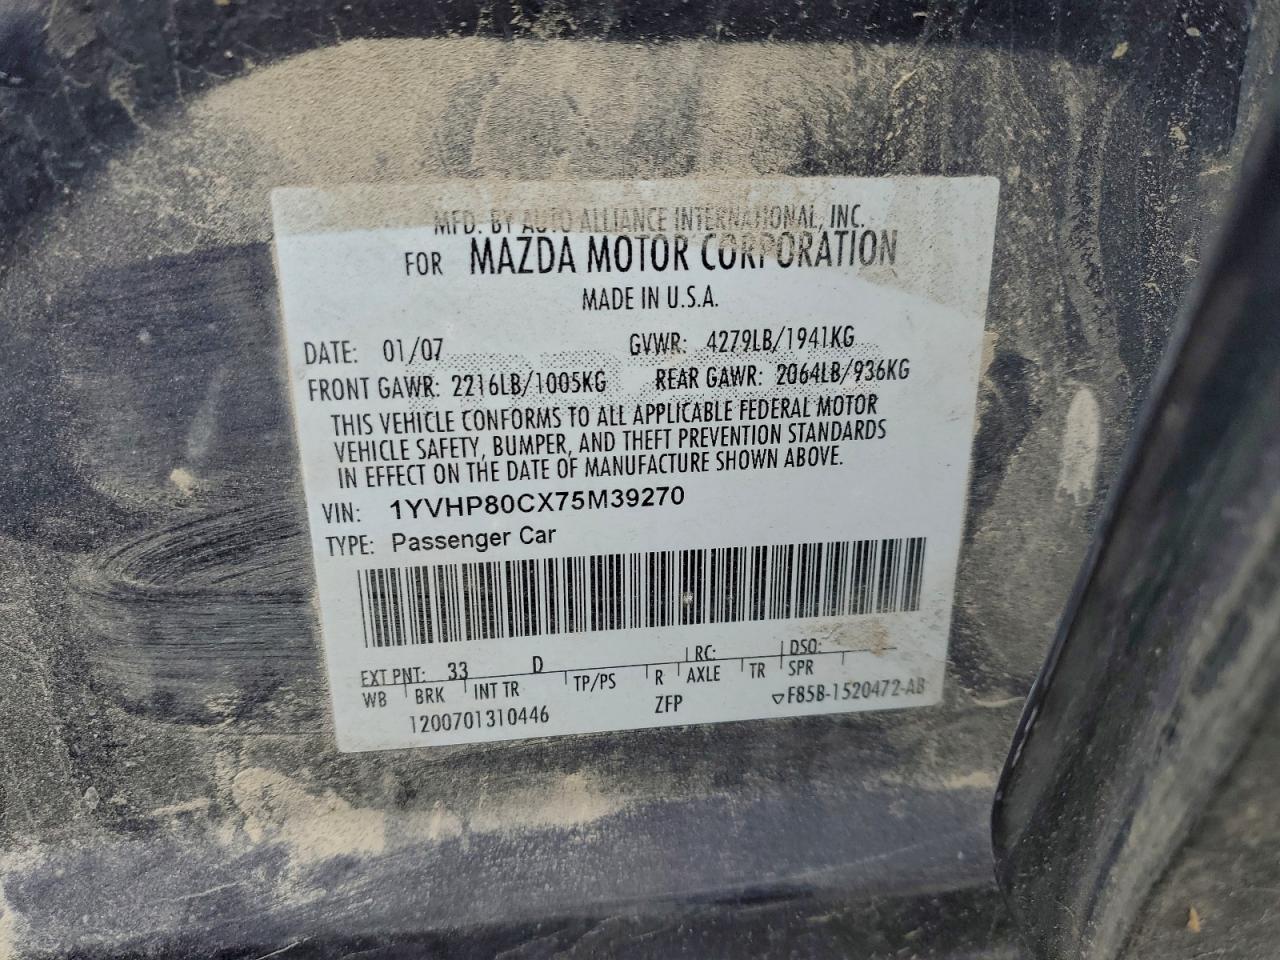 MFD. BY AUTO ALLIANCE INTERNATIONAL, INC.
FOR MAZDA MOTOR CORPORATION
MADE IN U.S.A.
DATE: 01/07 GVWR: 4279LB/1941KG
FRONT GAWR: 2216LB/1005KG REAR GAWR: 2064LB/936KG
THIS VEHICLE CONFORMS TO ALL APPLICABLE FEDERAL MOTOR
VEHICLE SAFETY, BUMPER, AND THEFT PREVENTION STANDARDS
IN EFFECT ON THE DATE OF MANUFACTURE SHOWN ABOVE.
VIN: 1YVHP80CX75M39270
TYPE: Passenger Car
EXT PNT: 33 D RC: DSO:
WB BRK INT TR TP/PS R AXLE TR SPR
1200701310446 ZFP ▽F85B-1520472-AB